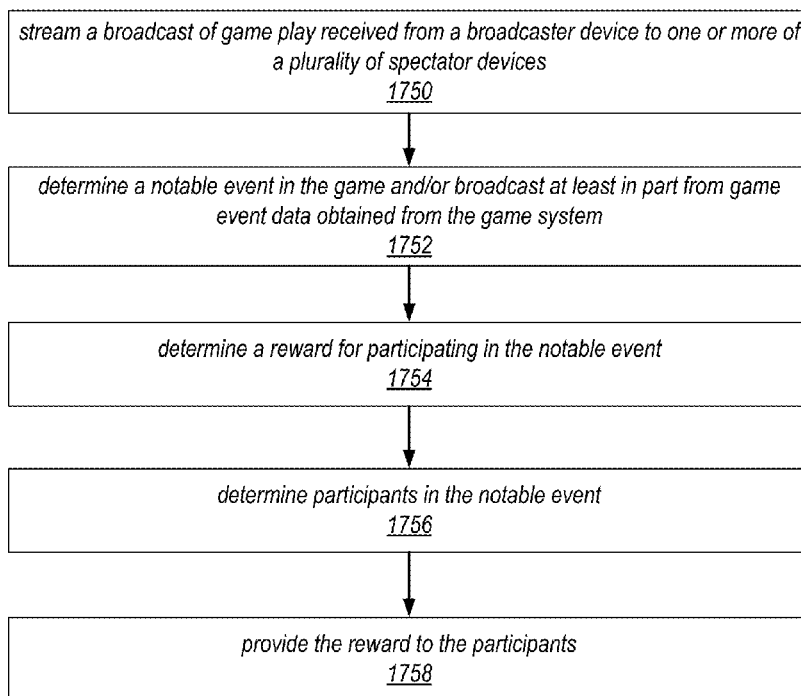 stream a broadcast of game play received from a broadcaster device to one or more of
a plurality of spectator devices
1750
determine a notable event in the game and/or broadcast at least in part from game
event data obtained from the game system
1752
determine a reward for participating in the notable event
1754
determine participants in the notable event
1756
provide the reward to the participants
1758